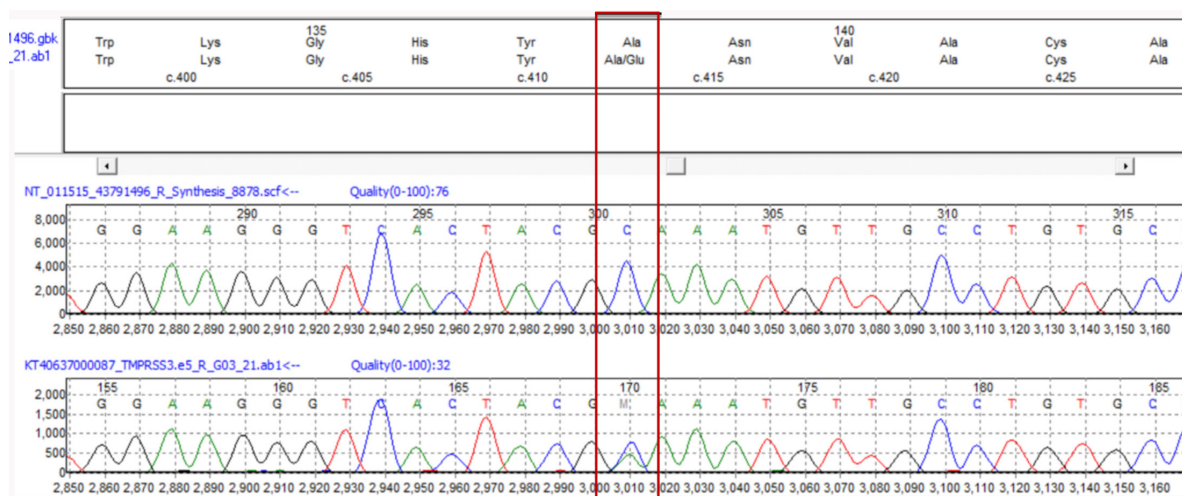 135 140
1496.gbk Trp Lys Gly His Tyr Ala Asn Val Ala Cys Ala
_21.ab1 Trp Lys Gly His Tyr Ala/Glu Asn Val Ala Cys Ala
c.400 c.405 c.410 c.415 c.420 c.425
NT_011515_43791496_R_Synthesis_8878.scf<-- Quality(0-100):76
290 295 300 305 310 315
8,000 G G A A G G G T C A C T A C G C A A A T G T T G C C T G T G C
6,000
4,000
2,000
0
2,850 2,860 2,870 2,880 2,890 2,900 2,910 2,920 2,930 2,940 2,950 2,960 2,970 2,980 2,990 3,000 3,010 3,020 3,030 3,040 3,050 3,060 3,070 3,080 3,090 3,100 3,110 3,120 3,130 3,140 3,150 3,160
KT40637000087_TMPRSS3.e5_R_G03_21.ab1<-- Quality(0-100):32
155 160 165 170 175 180 185
2,000
G G A A G G G T C A C T A C G M A A A T G T T G C C T G T G C
1,500
1,000
500
0
2,850 2,860 2,870 2,880 2,890 2,900 2,910 2,920 2,930 2,940 2,950 2,960 2,970 2,980 2,990 3,000 3,010 3,020 3,030 3,040 3,050 3,060 3,070 3,080 3,090 3,100 3,110 3,120 3,130 3,140 3,150 3,160